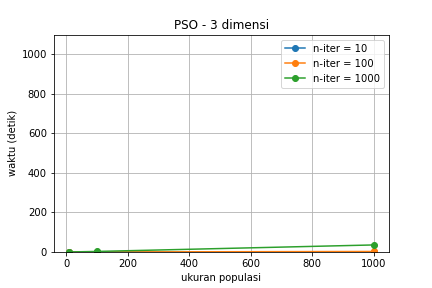 PSO - 3 dimensi
n-iter = 10
n-iter = 100
n-iter = 1000
waktu (detik)
1000
800
600
400
200
0
0 200 400 600 800 1000
ukuran populasi